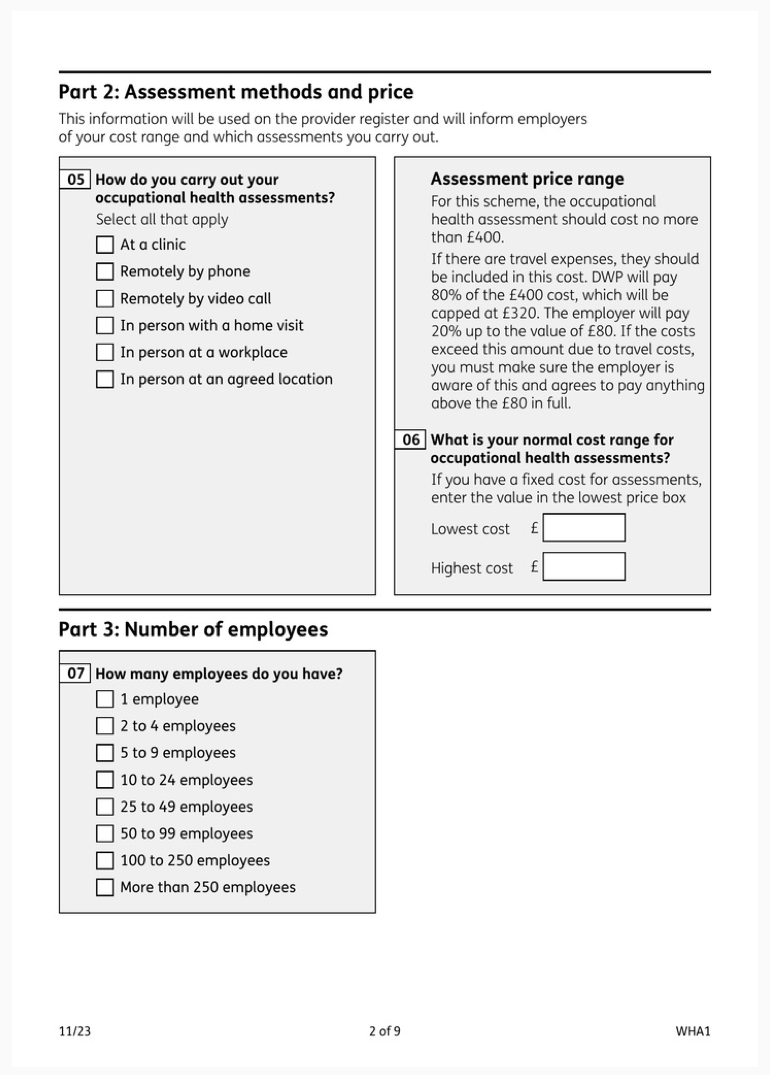 Part 2: Assessment methods and price
This information will be used on the provider register and will inform employers
of your cost range and which assessments you carry out.
05 How do you carry out your
occupational health assessments?
Select all that apply
At a clinic
Remotely by phone
Remotely by video call
In person with a home visit
In person at a workplace
In person at an agreed location
Assessment price range
For this scheme, the occupational
health assessment should cost no more
than £400.
If there are travel expenses, they should
be included in this cost. DWP will pay
80% of the £400 cost, which will be
capped at £320. The employer will pay
20% up to the value of £80. If the costs
exceed this amount due to travel costs,
you must make sure the employer is
aware of this and agrees to pay anything
above the £80 in full.
06 What is your normal cost range for
occupational health assessments?
If you have a fixed cost for assessments,
enter the value in the lowest price box
Lowest cost £
Highest cost £
Part 3: Number of employees
07 How many employees do you have?
1 employee
2 to 4 employees
5 to 9 employees
10 to 24 employees
25 to 49 employees
50 to 99 employees
100 to 250 employees
More than 250 employees
11/23 2 of 9 WHA1